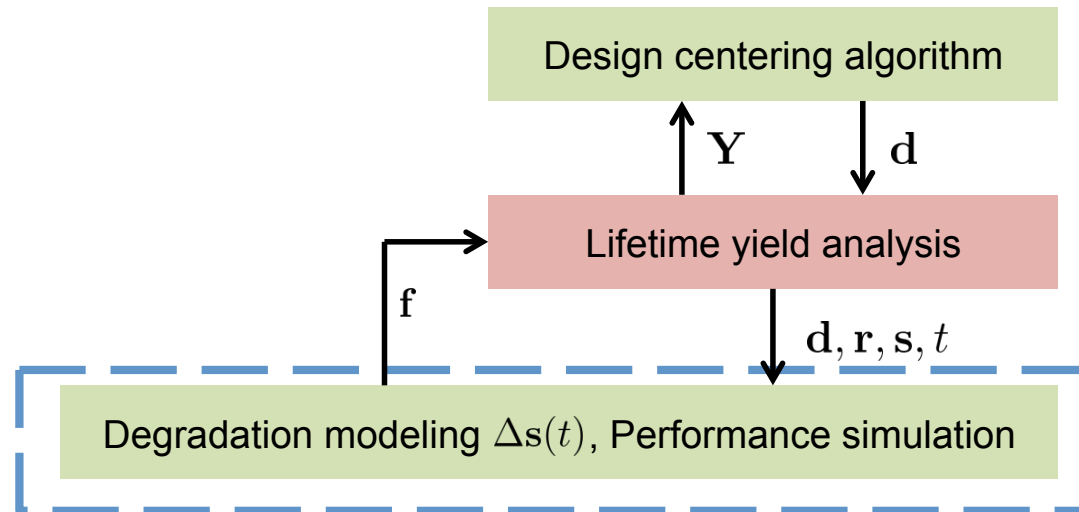 Design centering algorithm
Y
d
Lifetime yield analysis
f
d, r, s, t
Degradation modeling Δs(t), Performance simulation